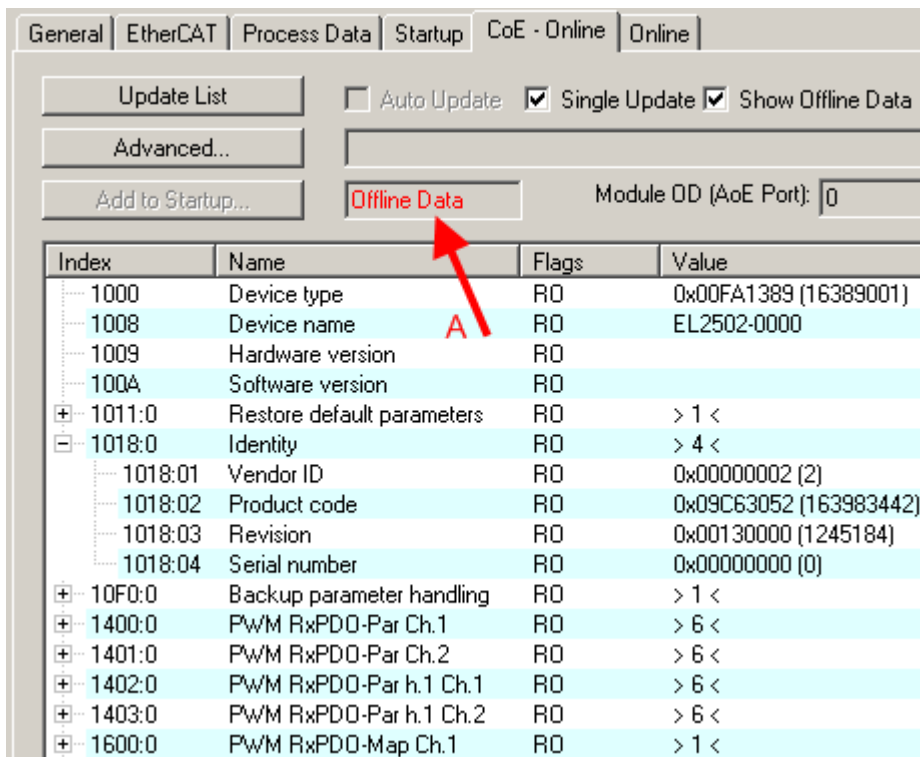 General EtherCAT Process Data Startup CoE - Online Online
Update List Auto Update Single Update Show Offline Data
Advanced...
Add to Startup... Offline Data Module OD (AoE Port): 0
Index Name Flags Value
1000 Device type RO 0x00FA1389 (16389001)
1008 Device name A RO EL2502-0000
1009 Hardware version RO
100A Software version RO
1011:0 Restore default parameters RO > 1 <
1018:0 Identity RO > 4 <
1018:01 Vendor ID RO 0x00000002 (2)
1018:02 Product code RO 0x09C63052 (163983442)
1018:03 Revision RO 0x00130000 (1245184)
1018:04 Serial number RO 0x00000000 (0)
10F0:0 Backup parameter handling RO > 1 <
1400:0 PWM RxPDO-Par Ch.1 RO > 6 <
1401:0 PWM RxPDO-Par Ch.2 RO > 6 <
1402:0 PWM RxPDO-Par h.1 Ch.1 RO > 6 <
1403:0 PWM RxPDO-Par h.1 Ch.2 RO > 6 <
1600:0 PWM RxPDO-Map Ch.1 RO > 1 <